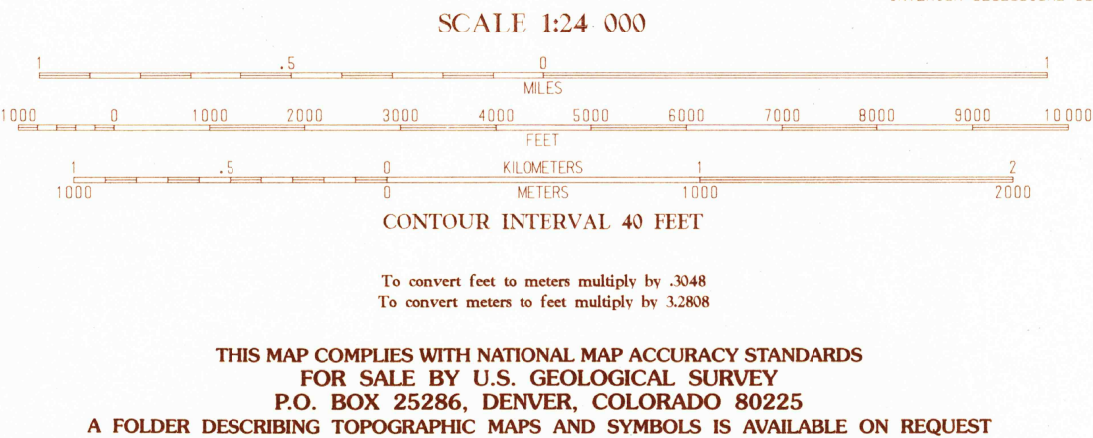 SCALE 1:24 000
1 .5 0 1
MILES
1000 0 1000 2000 3000 4000 5000 6000 7000 8000 9000 10 000
FEET
1 .5 0 KILOMETERS 1 2
1000 0 METERS 1000 2000
CONTOUR INTERVAL 40 FEET
To convert feet to meters multiply by .3048
To convert meters to feet multiply by 3.2808
THIS MAP COMPLIES WITH NATIONAL MAP ACCURACY STANDARDS
FOR SALE BY U.S. GEOLOGICAL SURVEY
P.O. BOX 25286, DENVER, COLORADO 80225
A FOLDER DESCRIBING TOPOGRAPHIC MAPS AND SYMBOLS IS AVAILABLE ON REQUEST